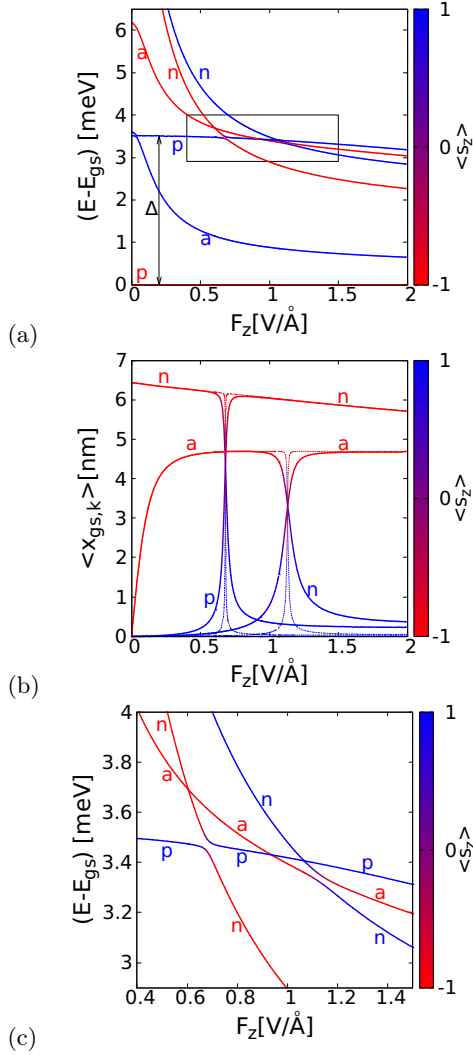 6
5
4
3
2
1
0
(E-E_gs) [meV]
a
n
n
p
Δ
a
p
0
0.5
1
1.5
2
F_z[V/Å]
1
0
-1
<s_z>
(a)
7
6
5
4
3
2
1
0
<x_gs,k>[nm]
n
n
a
a
p
n
0
0.5
1
1.5
2
F_z[V/Å]
1
0
-1
<s_z>
(b)
4
3.8
3.6
3.4
3.2
3
(E-E_gs) [meV]
n
a
n
a
p
p
p
a
n
n
0.4
0.6
0.8
1
1.2
1.4
F_z[V/Å]
1
0
-1
<s_z>
(c)